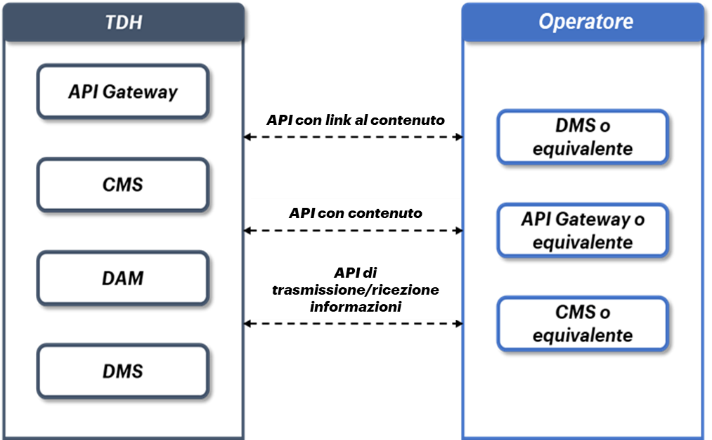 TDH
API Gateway
CMS
DAM
DMS
API con link al contenuto
API con contenuto
API di
trasmissione/ricezione
informazioni
Operatore
DMS o
equivalente
API Gateway o
equivalente
CMS o
equivalente